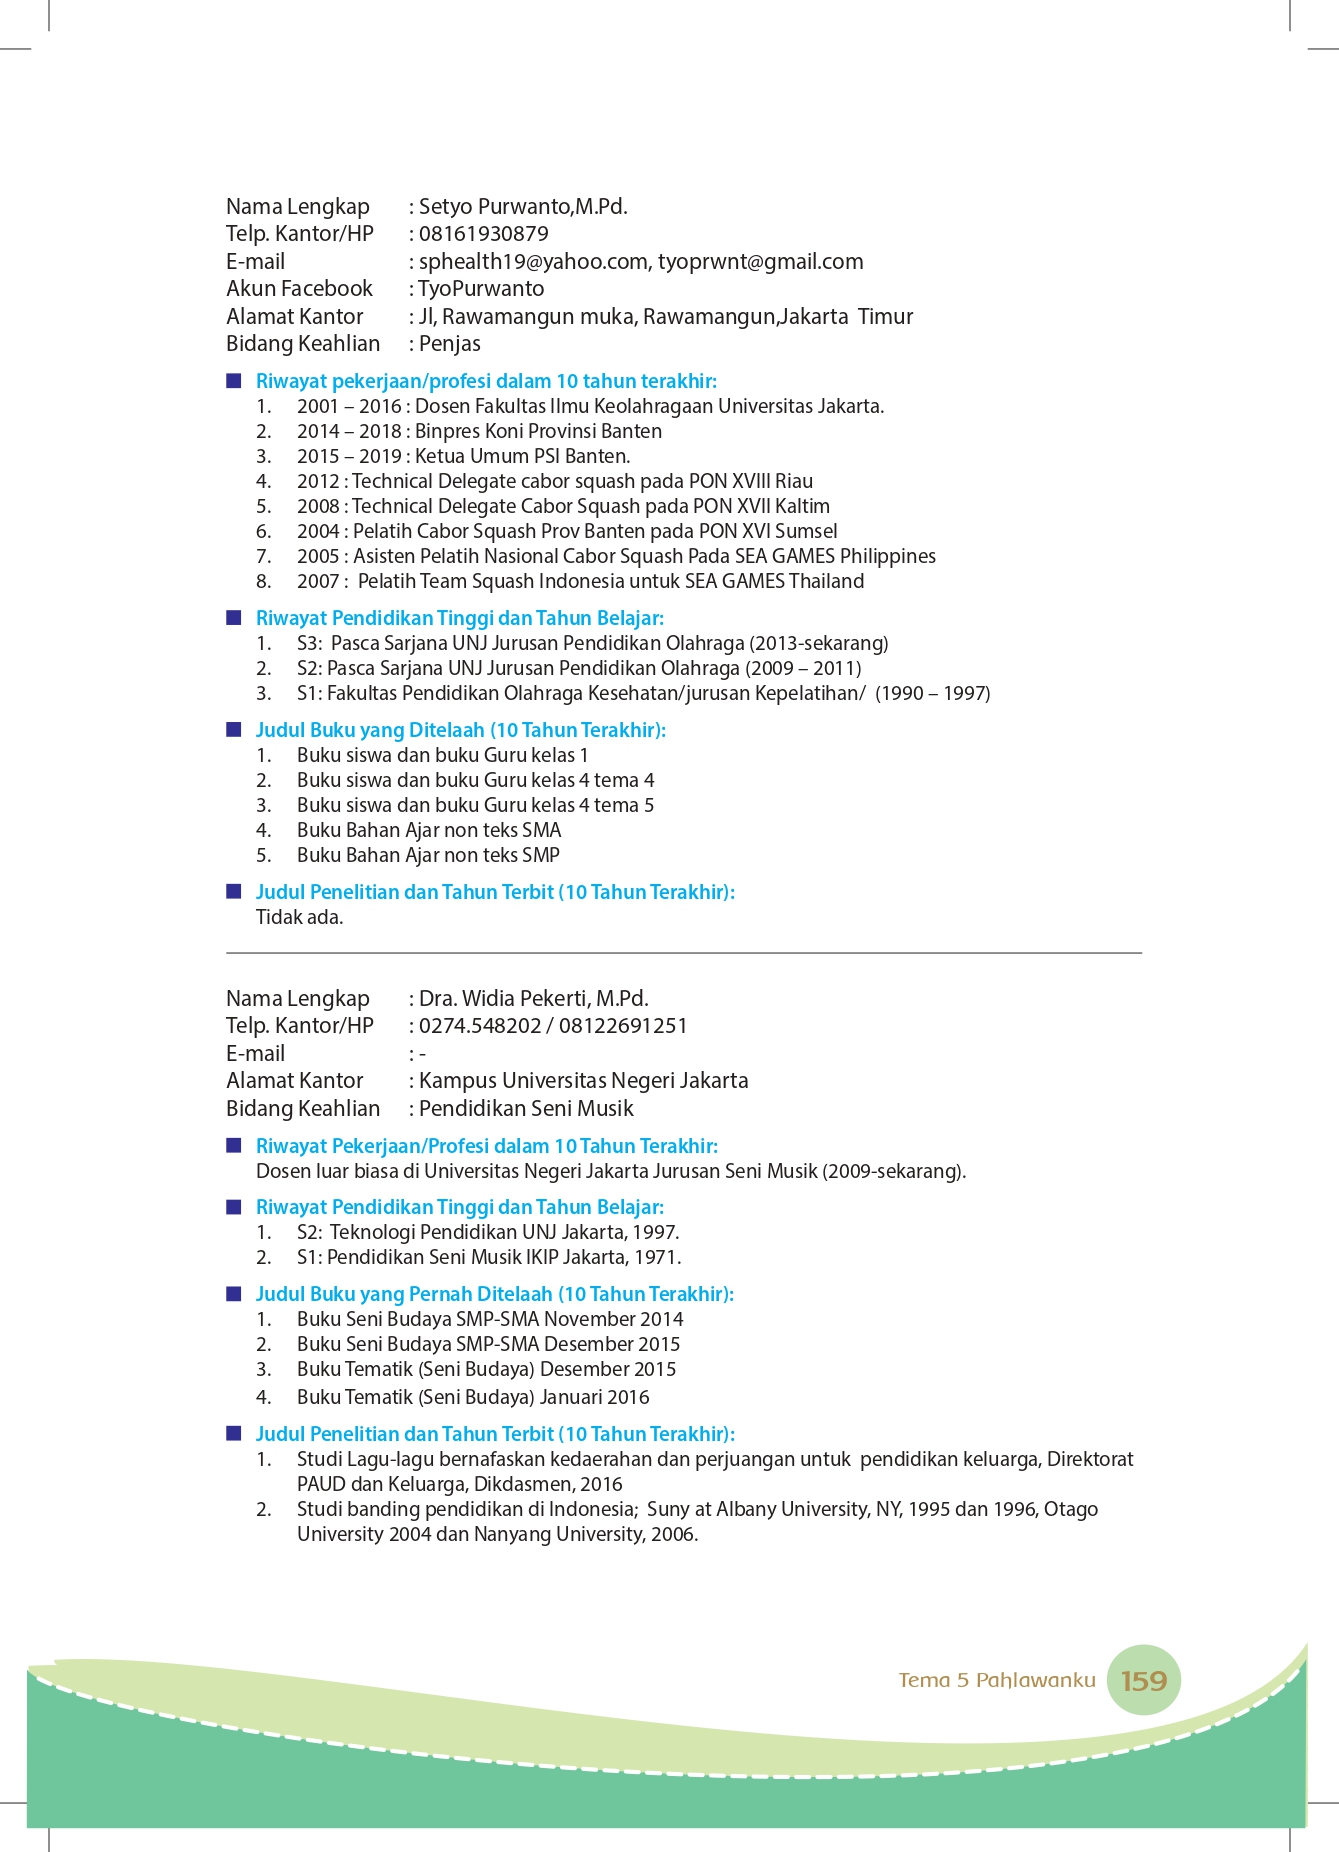 Nama Lengkap : Setyo Purwanto,M.Pd.
Telp. Kantor/HP : 08161930879
E-mail : sphealth19@yahoo.com, tyoprwnt@gmail.com
Akun Facebook : TyoPurwanto
Alamat Kantor : Jl, Rawamangun muka, Rawamangun,Jakarta Timur
Bidang Keahlian : Penjas
■ Riwayat pekerjaan/profesi dalam 10 tahun terakhir:
1. 2001 – 2016 : Dosen Fakultas Ilmu Keolahragaan Universitas Jakarta.
2. 2014 – 2018 : Binpres Koni Provinsi Banten
3. 2015 – 2019 : Ketua Umum PSI Banten.
4. 2012 : Technical Delegate cabor squash pada PON XVIII Riau
5. 2008 : Technical Delegate Cabor Squash pada PON XVII Kaltim
6. 2004 : Pelatih Cabor Squash Prov Banten pada PON XVI Sumsel
7. 2005 : Asisten Pelatih Nasional Cabor Squash Pada SEA GAMES Philippines
8. 2007 : Pelatih Team Squash Indonesia untuk SEA GAMES Thailand
■ Riwayat Pendidikan Tinggi dan Tahun Belajar:
1. S3: Pasca Sarjana UNJ Jurusan Pendidikan Olahraga (2013-sekarang)
2. S2: Pasca Sarjana UNJ Jurusan Pendidikan Olahraga (2009 – 2011)
3. S1: Fakultas Pendidikan Olahraga Kesehatan/jurusan Kepelatihan/ (1990 – 1997)
■ Judul Buku yang Ditelaah (10 Tahun Terakhir):
1. Buku siswa dan buku Guru kelas 1
2. Buku siswa dan buku Guru kelas 4 tema 4
3. Buku siswa dan buku Guru kelas 4 tema 5
4. Buku Bahan Ajar non teks SMA
5. Buku Bahan Ajar non teks SMP
■ Judul Penelitian dan Tahun Terbit (10 Tahun Terakhir):
Tidak ada.
Nama Lengkap : Dra. Widia Pekerti, M.Pd.
Telp. Kantor/HP : 0274.548202 / 08122691251
E-mail : -
Alamat Kantor : Kampus Universitas Negeri Jakarta
Bidang Keahlian : Pendidikan Seni Musik
■ Riwayat Pekerjaan/Profesi dalam 10 Tahun Terakhir:
Dosen luar biasa di Universitas Negeri Jakarta Jurusan Seni Musik (2009-sekarang).
■ Riwayat Pendidikan Tinggi dan Tahun Belajar:
1. S2: Teknologi Pendidikan UNJ Jakarta, 1997.
2. S1: Pendidikan Seni Musik IKIP Jakarta, 1971.
■ Judul Buku yang Pernah Ditelaah (10 Tahun Terakhir):
1. Buku Seni Budaya SMP-SMA November 2014
2. Buku Seni Budaya SMP-SMA Desember 2015
3. Buku Tematik (Seni Budaya) Desember 2015
4. Buku Tematik (Seni Budaya) Januari 2016
■ Judul Penelitian dan Tahun Terbit (10 Tahun Terakhir):
1. Studi Lagu-lagu bernafaskan kedaerahan dan perjuangan untuk pendidikan keluarga, Direktorat
PAUD dan Keluarga, Dikdasmen, 2016
2. Studi banding pendidikan di Indonesia; Suny at Albany University, NY, 1995 dan 1996, Otago
University 2004 dan Nanyang University, 2006.
Tema 5 Pahlawanku 159